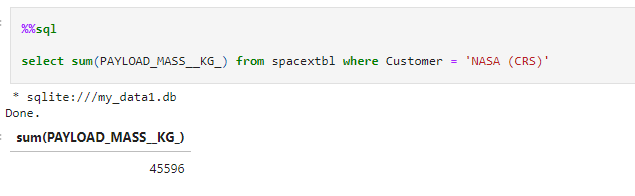 %%sql
select sum(PAYLOAD_MASS__KG_) from spacextbl where Customer = 'NASA (CRS)'
* sqlite:///my_data1.db
Done.
sum(PAYLOAD_MASS__KG_)
45596